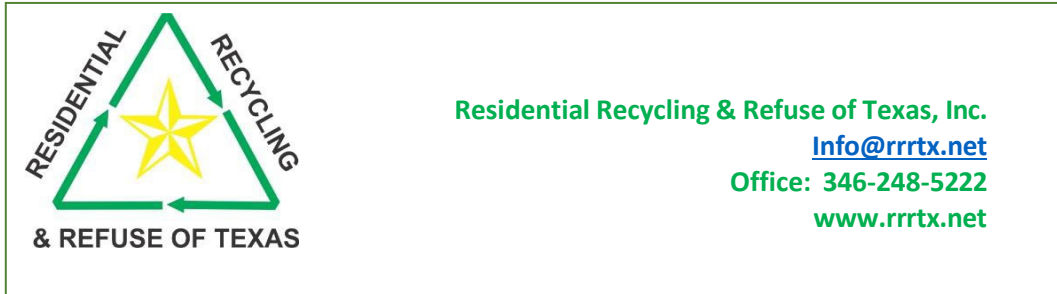 RESIDENTIAL
RECYCLING
& REFUSE OF TEXAS
Residential Recycling & Refuse of Texas, Inc.
Info@rrrtx.net
Office: 346-248-5222
www.rrrtx.net